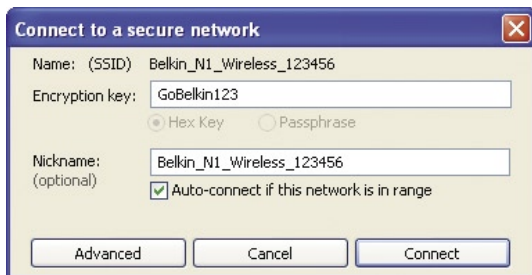 Connect to a secure network
Name: (SSID) Belkin_N1_Wireless_123456
Encryption key: GoBelkin123
Hex Key Passphrase
Nickname: Belkin_N1_Wireless_123456
(optional)
Auto-connect if this network is in range
Advanced Cancel Connect